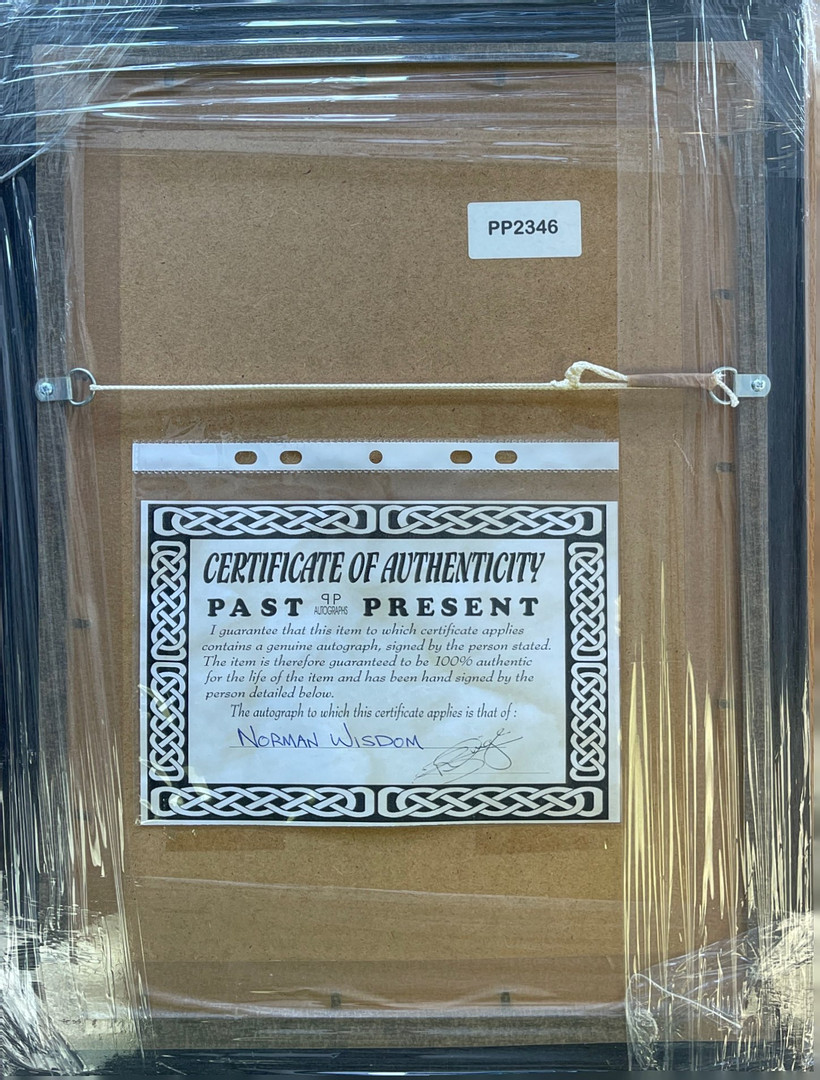 PP2346
CERTIFICATE OF AUTHENTICITY
PAST PP AUTOGRAPHS PRESENT
I guarantee that this item to which certificate applies
contains a genuine autograph, signed by the person stated.
The item is therefore guaranteed to be 100% authentic
for the life of the item and has been hand signed by the
person detailed below.
The autograph to which this certificate applies is that of :
NORMAN WISDOM